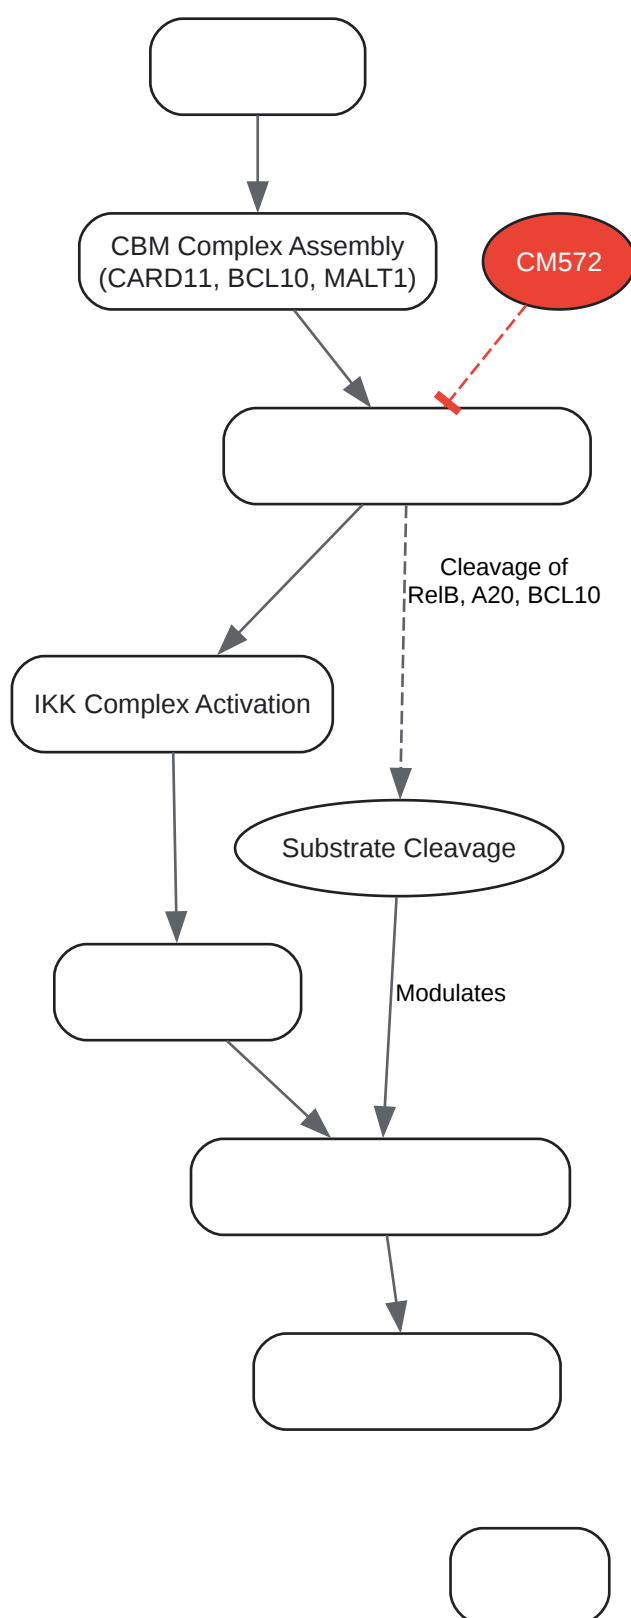 CBM Complex Assembly
(CARD11, BCL10, MALT1)
CM572
Cleavage of
RelB, A20, BCL10
IKK Complex Activation
Substrate Cleavage
Modulates